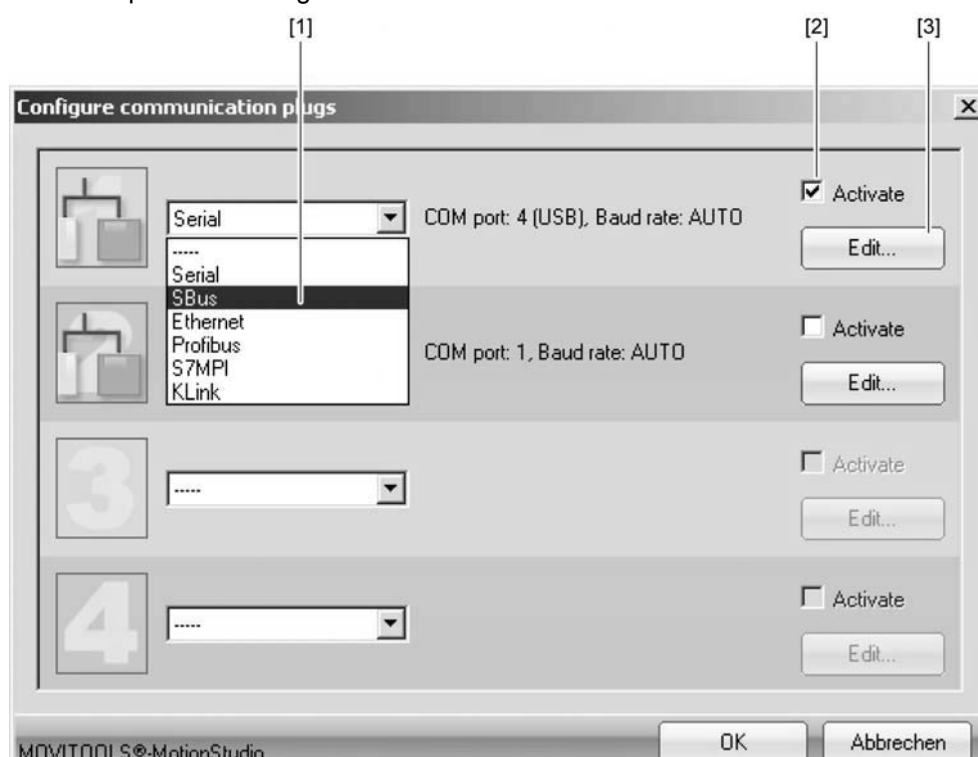 [1] [2] [3]
Configure communication plugs
Activate
Serial COM port: 4 (USB), Baud rate: AUTO
Edit...
-----
Serial
SBus
Ethernet
Profibus
S7MPI
KLink
Activate
COM port: 1, Baud rate: AUTO
Edit...
3
Activate
-----
Edit...
4
Activate
-----
Edit...
OK Abbrechen
MOVITOOLS®-MotionStudio